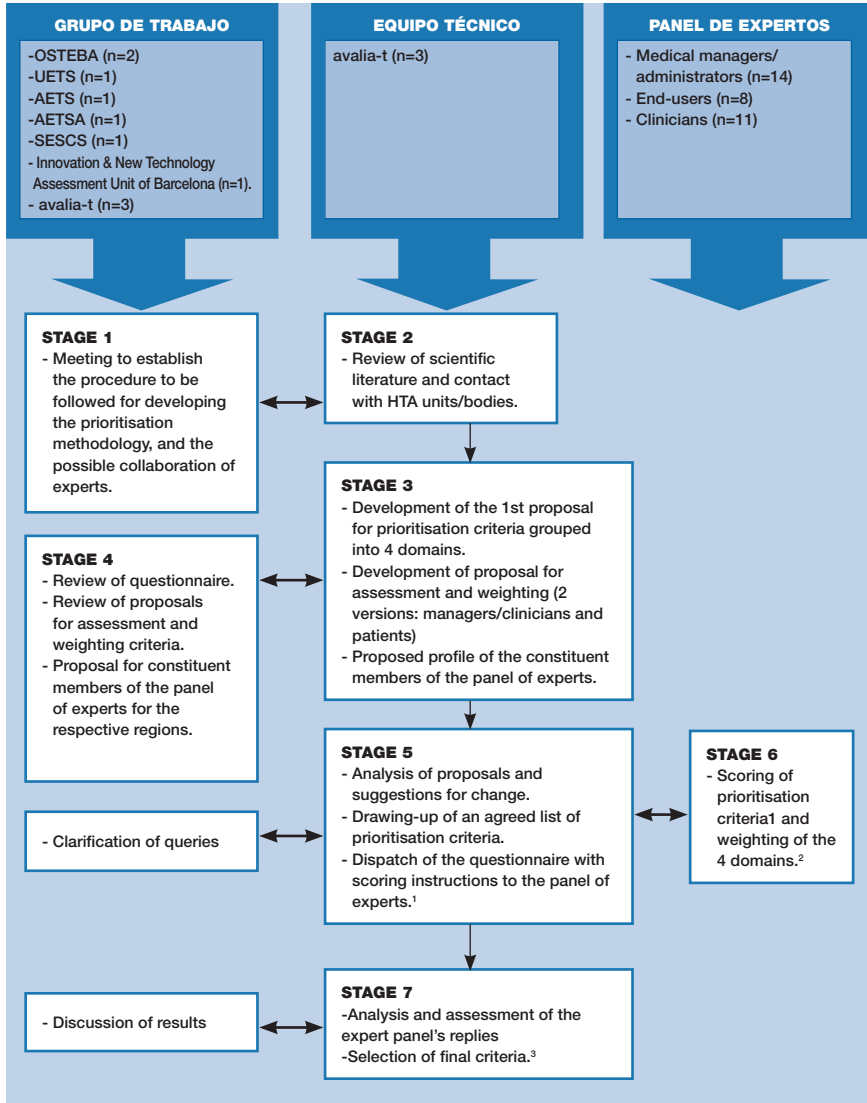 GRUPO DE TRABAJO
-OSTEBA (n=2)
-UETS (n=1)
-AETS (n=1)
-AETSA (n=1)
-SESCS (n=1)
- Innovation & New Technology
Assessment Unit of Barcelona (n=1).
- avalia-t (n=3)
EQUIPO TÉCNICO
avalia-t (n=3)
PANEL DE EXPERTOS
- Medical managers/
administrators (n=14)
- End-users (n=8)
- Clinicians (n=11)
STAGE 1
- Meeting to establish
the procedure to be
followed for developing
the prioritisation
methodology, and the
possible collaboration of
experts.
STAGE 2
- Review of scientific
literature and contact
with HTA units/bodies.
STAGE 3
- Development of the 1st proposal
for prioritisation criteria grouped
into 4 domains.
- Development of proposal for
assessment and weighting (2
versions: managers/clinicians and
patients)
- Proposed profile of the constituent
members of the panel of experts.
STAGE 4
- Review of questionnaire.
- Review of proposals
for assessment and
weighting criteria.
- Proposal for constituent
members of the panel
of experts for the
respective regions.
STAGE 5
- Analysis of proposals and
suggestions for change.
- Drawing-up of an agreed list of
prioritisation criteria.
- Dispatch of the questionnaire with
scoring instructions to the panel of
experts.¹
STAGE 6
- Scoring of
prioritisation
criteria1 and
weighting of the
4 domains.²
- Clarification of queries
STAGE 7
-Analysis and assessment of the
expert panel's replies
-Selection of final criteria.³
- Discussion of results